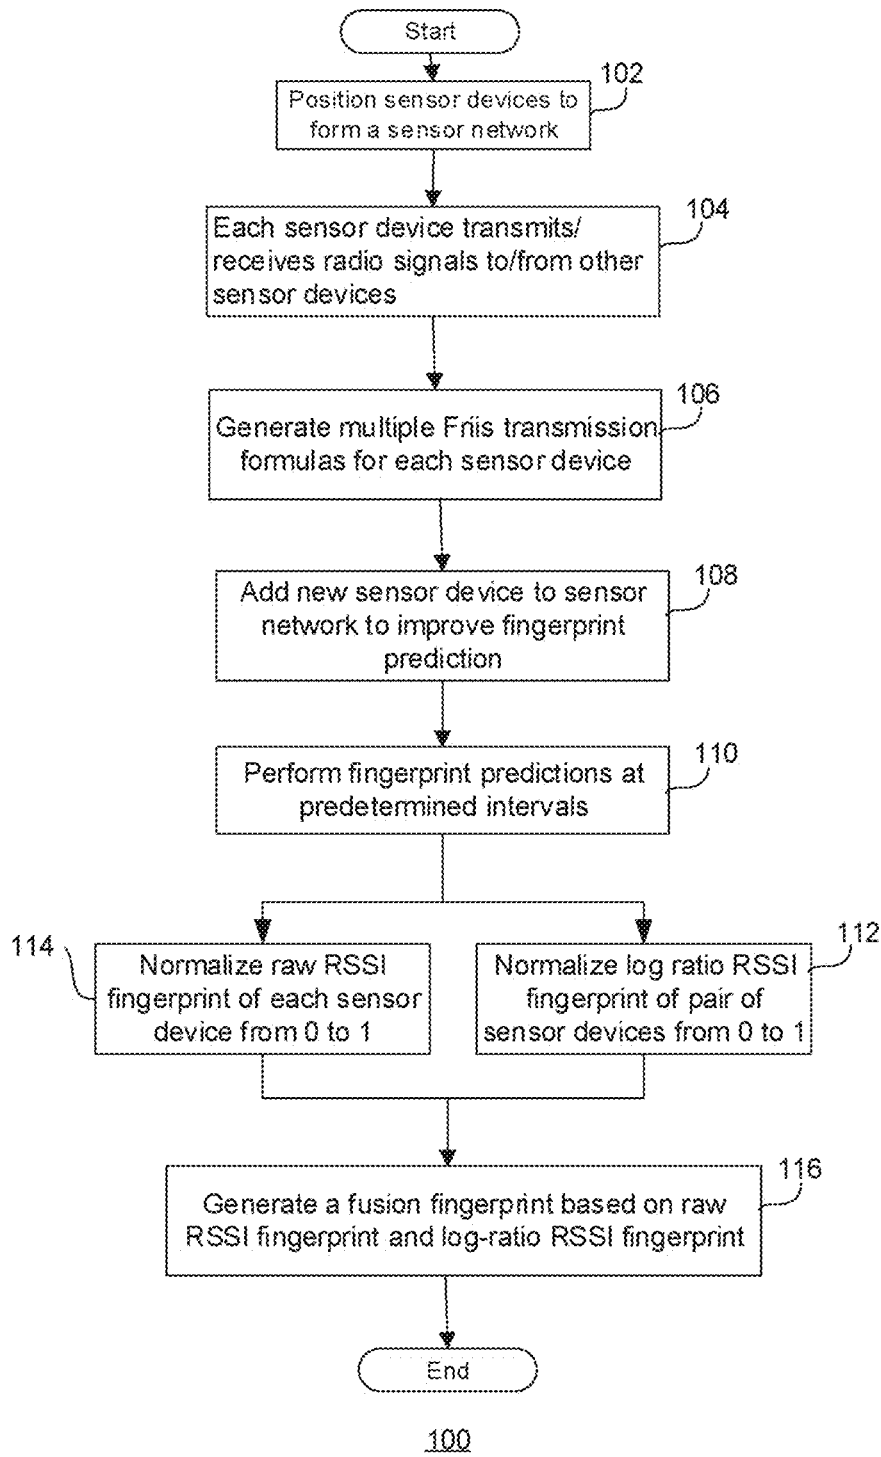 Start
102
Position sensor devices to
form a sensor network
104
Each sensor device transmits/
receives radio signals to/from other
sensor devices
106
Generate multiple Friis transmission
formulas for each sensor device
108
Add new sensor device to sensor
network to improve fingerprint
prediction
110
Perform fingerprint predictions at
predetermined intervals
114
Normalize raw RSSI
fingerprint of each sensor
device from 0 to 1
112
Normalize log ratio RSSI
fingerprint of pair of
sensor devices from 0 to 1
116
Generate a fusion fingerprint based on raw
RSSI fingerprint and log-ratio RSSI fingerprint
End
100